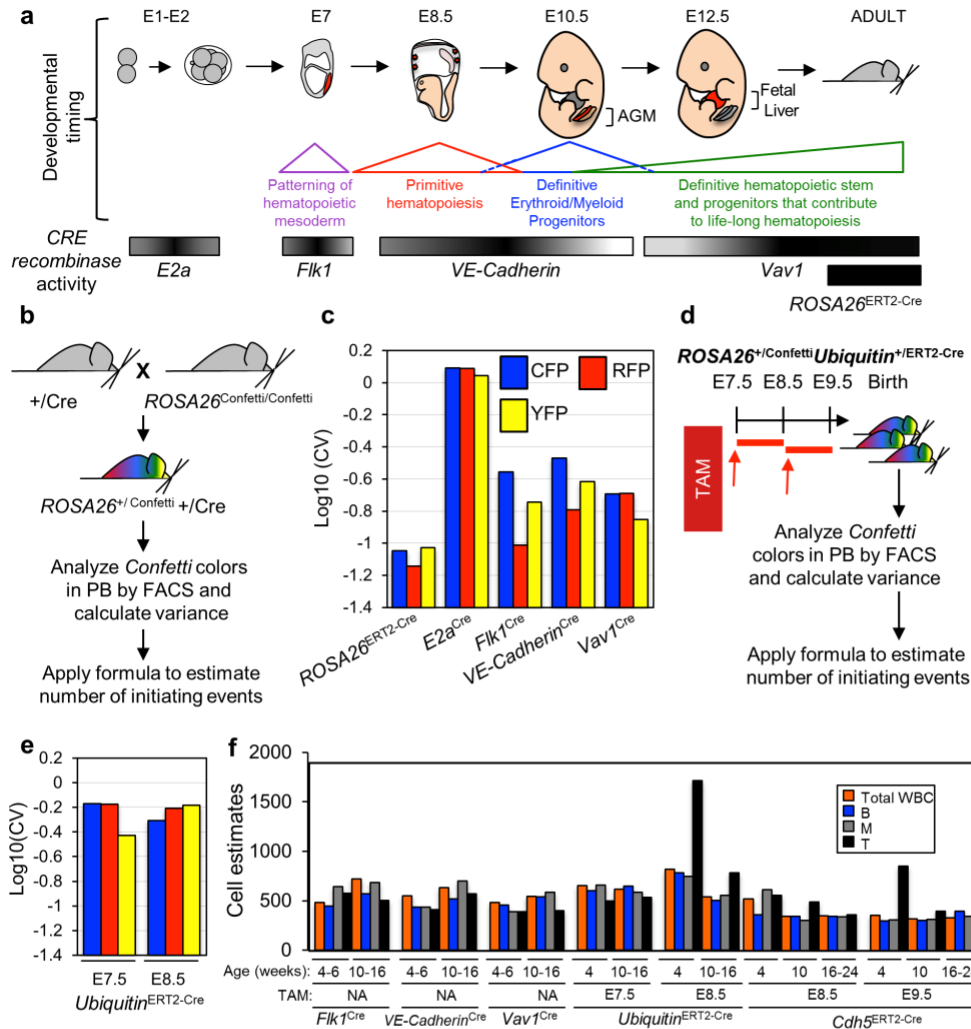 a
E1-E2 E7 E8.5 E10.5 E12.5 ADULT
Developmental
timing
AGM
Fetal
Liver
Patterning of
hematopoietic
mesoderm
Primitive
hematopoiesis
Definitive
Erythroid/Myeloid
Progenitors
Definitive hematopoietic stem
and progenitors that contribute
to life-long hematopoiesis
CRE
recombinase
activity
E2a Flk1 VE-Cadherin Vav1
ROSA26ERT2-Cre
b
X
+/Cre ROSA26Confetti/Confetti
ROSA26+/ Confetti +/Cre
Analyze Confetti colors
in PB by FACS and
calculate variance
Apply formula to estimate
number of initiating events
c
Log10 (CV)
0.2
0
-0.2
-0.4
-0.6
-0.8
-1
-1.2
-1.4
CFP RFP
YFP
ROSA26ERT2-Cre
E2aCre
Flk1Cre
VE-CadherinCre
Vav1Cre
d
ROSA26+/ConfettiUbiquitin+/ERT2-Cre
E7.5 E8.5 E9.5 Birth
TAM
Analyze Confetti
colors in PB by FACS
and calculate variance
Apply formula to estimate
number of initiating events
e
Log10(CV)
0.2
0
-0.2
-0.4
-0.6
-0.8
-1
-1.2
-1.4
E7.5 E8.5
UbiquitinERT2-Cre
f
Cell estimates
2000
1500
1000
500
0
Total WBC
B
M
T
Age (weeks): 4-6 10-16 4-6 10-16 4-6 10-16 4 10-16 4 10-16 4 10 16-24 4 10 16-2
TAM: NA NA NA E7.5 E8.5 E8.5 E9.5
Flk1Cre VE-CadherinCre Vav1Cre UbiquitinERT2-Cre Cdh5ERT2-Cre